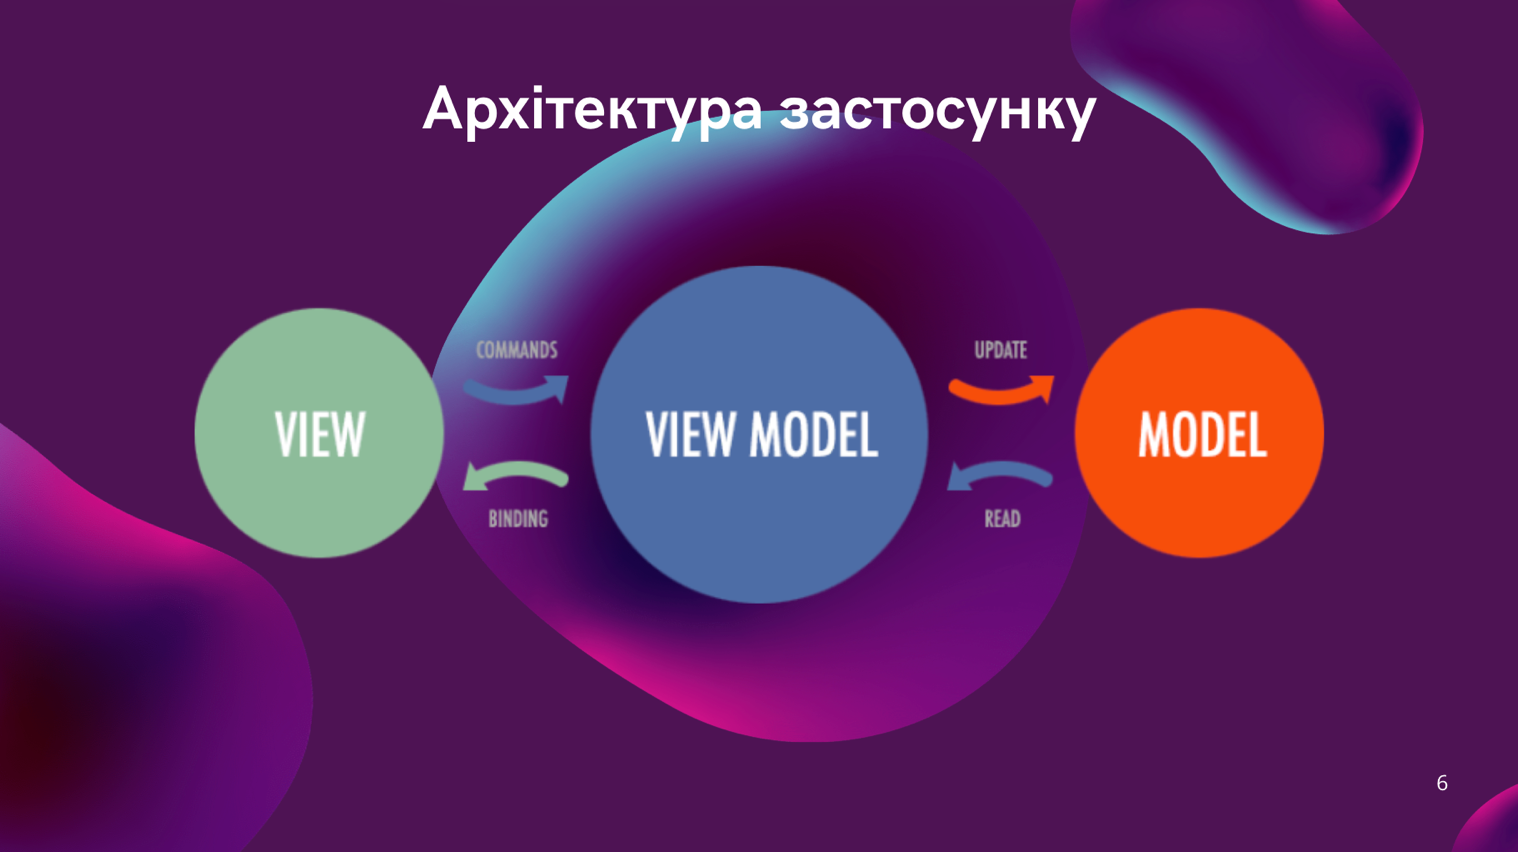 Архітектура застосунку
COMMANDS
UPDATE
VIEW
VIEW MODEL
MODEL
BINDING
READ
6